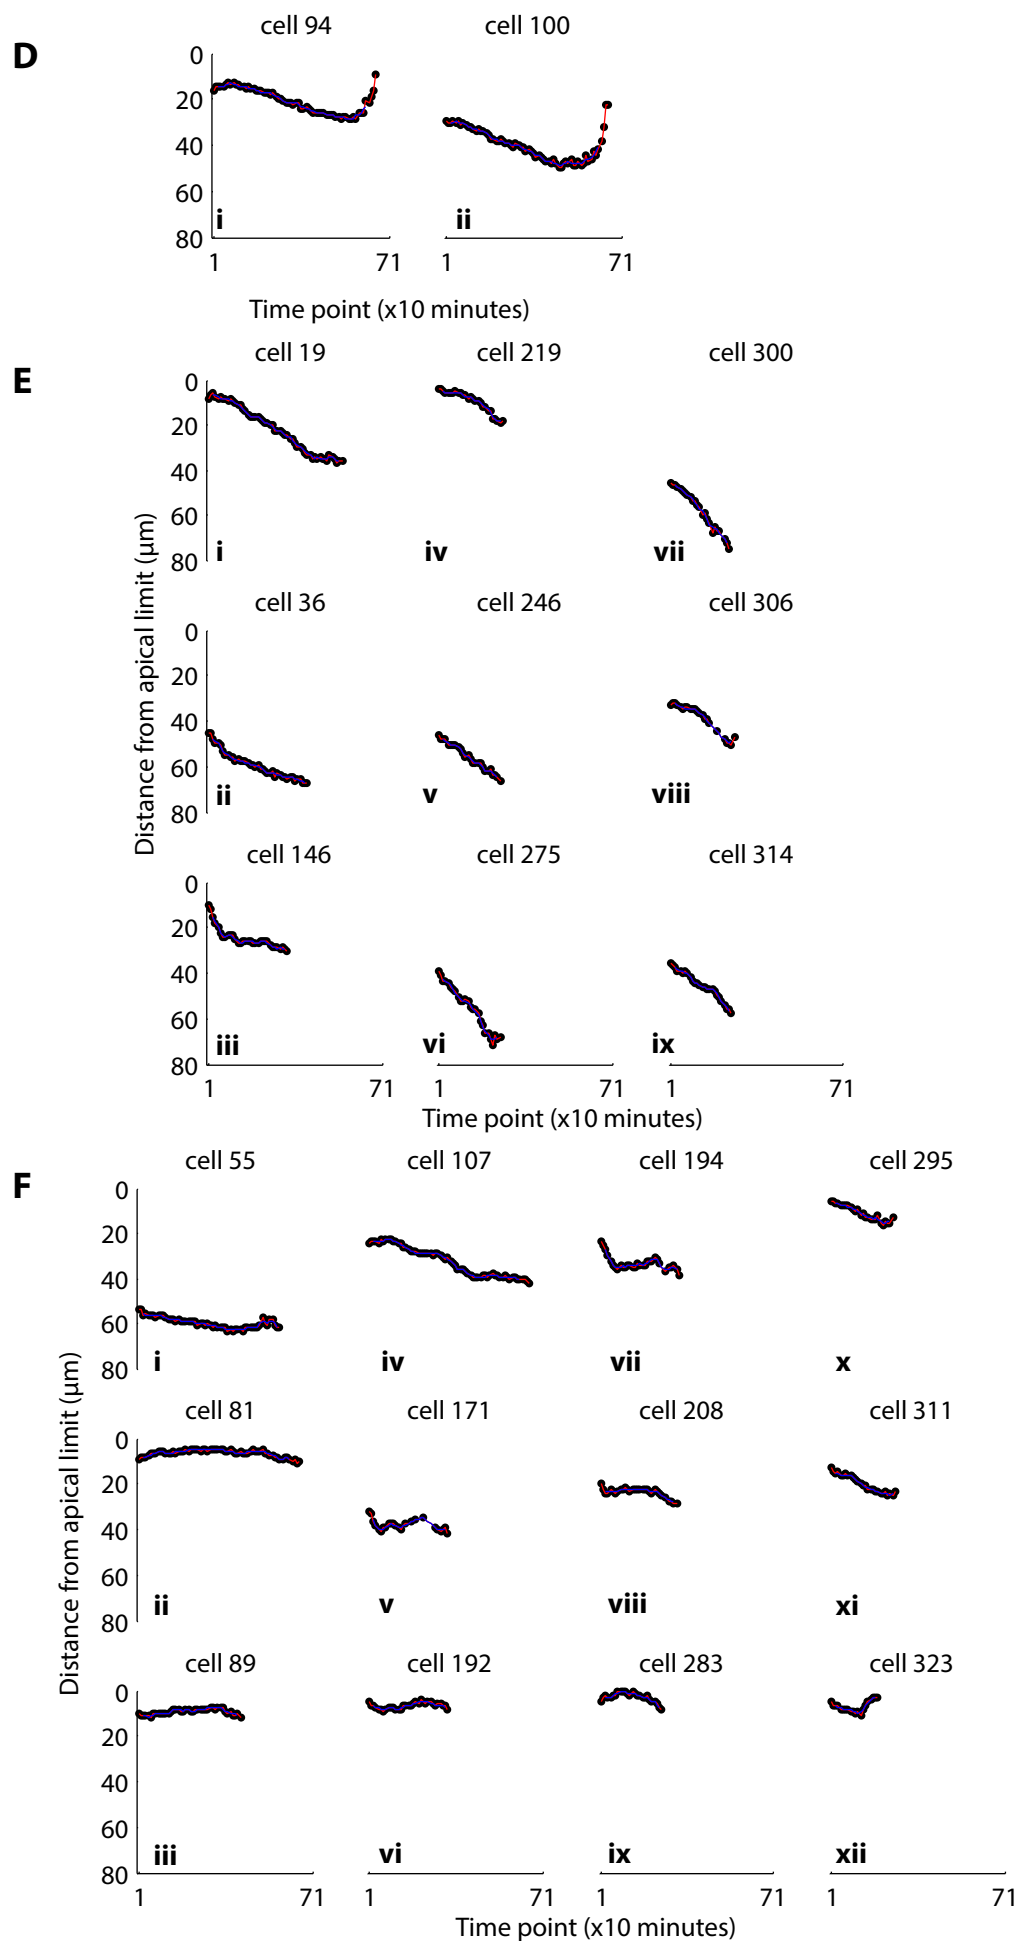 D
cell 94 cell 100
0
20
40
60
80
i ii
1 71 1 71
Time point (x10 minutes)
E
cell 19 cell 219 cell 300
0
20
40
60
80
i iv vii
cell 36 cell 246 cell 306
0
20
40
60
80
ii v viii
cell 146 cell 275 cell 314
0
20
40
60
80
iii vi ix
1 71 1 71 1 71
Distance from apical limit (µm)
Time point (x10 minutes)
F
cell 55 cell 107 cell 194 cell 295
0
20
40
60
80
i iv vii x
cell 81 cell 171 cell 208 cell 311
0
20
40
60
80
ii v viii xi
cell 89 cell 192 cell 283 cell 323
0
20
40
60
80
iii vi ix xii
1 71 1 71 1 71 1 71
Distance from apical limit (µm)
Time point (x10 minutes)